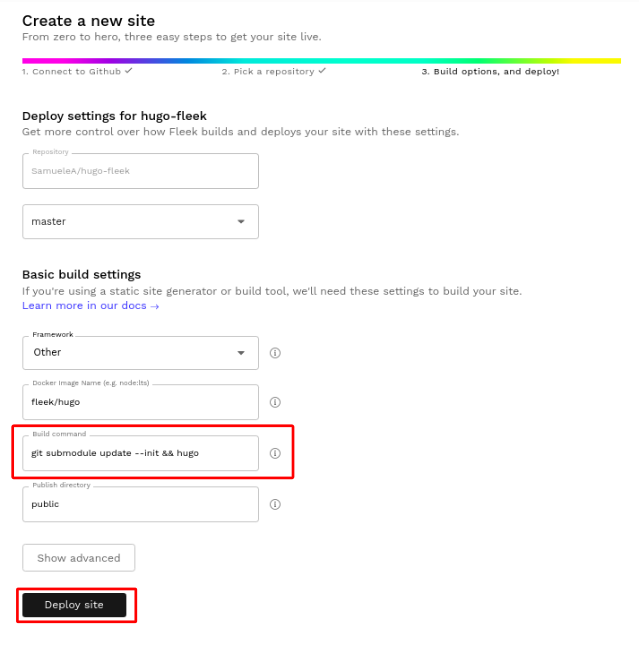 Create a new site
From zero to hero, three easy steps to get your site live.
1. Connect to Github ✓ 2. Pick a repository ✓ 3. Build options, and deploy!
Deploy settings for hugo-fleek
Get more control over how Fleek builds and deploys your site with these settings.
Repository
SamueleA/hugo-fleek
master
Basic build settings
If you're using a static site generator or build tool, we'll need these settings to build your site.
Learn more in our docs →
Framework
Other
Docker Image Name (e.g. node:lts)
fleek/hugo
Build command
git submodule update --init && hugo
Publish directory
public
Show advanced
Deploy site